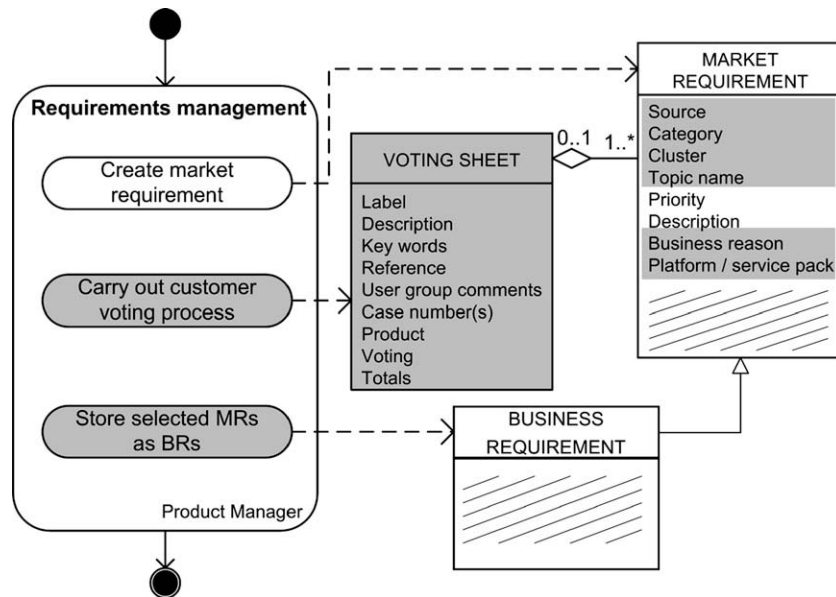 Requirements management
Create market
requirement
Carry out customer
voting process
Store selected MRs
as BRs
Product Manager
VOTING SHEET
Label
Description
Key words
Reference
User group comments
Case number(s)
Product
Voting
Totals
0..1
1..*
MARKET
REQUIREMENT
Source
Category
Cluster
Topic name
Priority
Description
Business reason
Platform / service pack
BUSINESS
REQUIREMENT